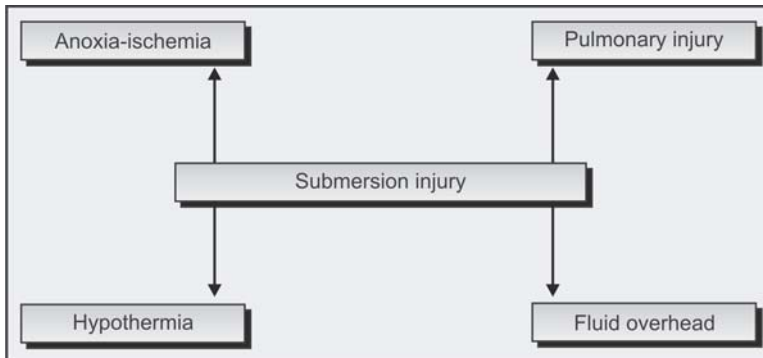 Anoxia-ischemia
Pulmonary injury
Submersion injury
Hypothermia
Fluid overhead